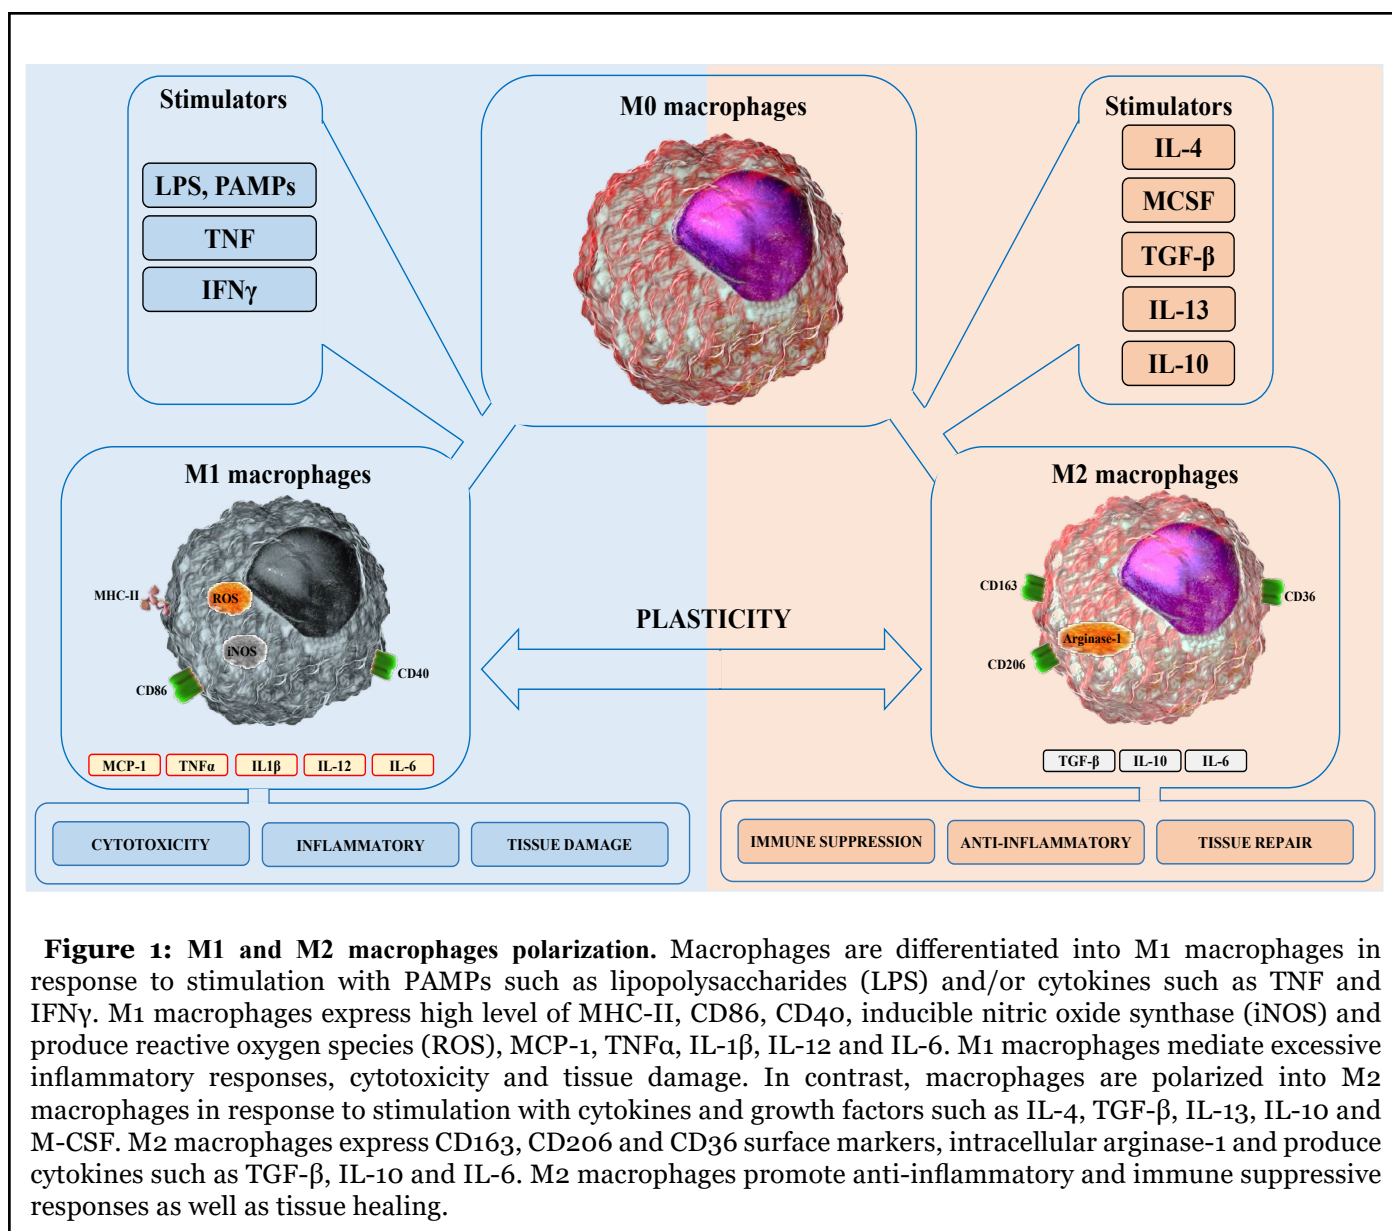 Stimulators
LPS, PAMPs
TNF
IFNγ
M0 macrophages
Stimulators
IL-4
MCSF
TGF-β
IL-13
IL-10
M1 macrophages
MHC-II
ROS
iNOS
CD86
CD40
MCP-1
TNFα
IL1β
IL-12
IL-6
CYTOTOXICITY
INFLAMMATORY
TISSUE DAMAGE
PLASTICITY
M2 macrophages
CD163
CD36
Arginase-1
CD206
TGF-β
IL-10
IL-6
IMMUNE SUPPRESSION
ANTI-INFLAMMATORY
TISSUE REPAIR
Figure 1: M1 and M2 macrophages polarization. Macrophages are differentiated into M1 macrophages in
response to stimulation with PAMPs such as lipopolysaccharides (LPS) and/or cytokines such as TNF and
IFNγ. M1 macrophages express high level of MHC-II, CD86, CD40, inducible nitric oxide synthase (iNOS) and
produce reactive oxygen species (ROS), MCP-1, TNFα, IL-1β, IL-12 and IL-6. M1 macrophages mediate excessive
inflammatory responses, cytotoxicity and tissue damage. In contrast, macrophages are polarized into M2
macrophages in response to stimulation with cytokines and growth factors such as IL-4, TGF-β, IL-13, IL-10 and
M-CSF. M2 macrophages express CD163, CD206 and CD36 surface markers, intracellular arginase-1 and produce
cytokines such as TGF-β, IL-10 and IL-6. M2 macrophages promote anti-inflammatory and immune suppressive
responses as well as tissue healing.